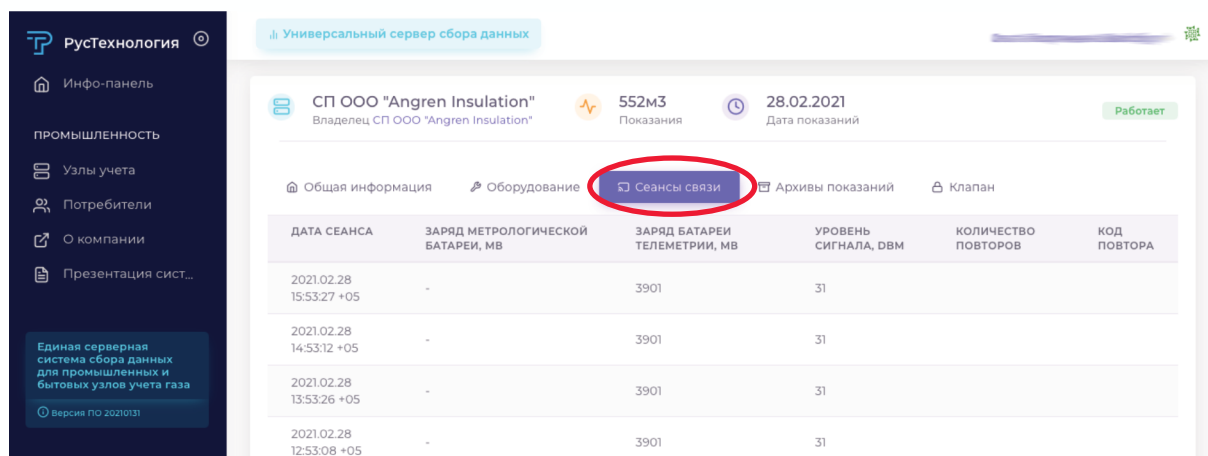 РусТехнология
Универсальный сервер сбора данных
Инфо-панель
ПРОМЫШЛЕННОСТЬ
Узлы учета
Потребители
О компании
Презентация сист...
Единая серверная
система сбора данных
для промышленных и
бытовых узлов учета газа
Версия ПО 20210131
СП ООО "Angren Insulation"
Владелец СП ООО "Angren Insulation"
552м3
Показания
28.02.2021
Дата показаний
Работает
Общая информация Оборудование Сеансы связи Архивы показаний Клапан
ДАТА СЕАНСА ЗАРЯД МЕТРОЛОГИЧЕСКОЙ ЗАРЯД БАТАРЕИ УРОВЕНЬ КОЛИЧЕСТВО КОД
БАТАРЕИ, МВ ТЕЛЕМЕТРИИ, МВ СИГНАЛА, DBM ПОВТОРОВ ПОВТОРА
2021.02.28
15:53:27 +05 - 3901 31
2021.02.28
14:53:12 +05 - 3901 31
2021.02.28
13:53:26 +05 - 3901 31
2021.02.28
12:53:08 +05 - 3901 31